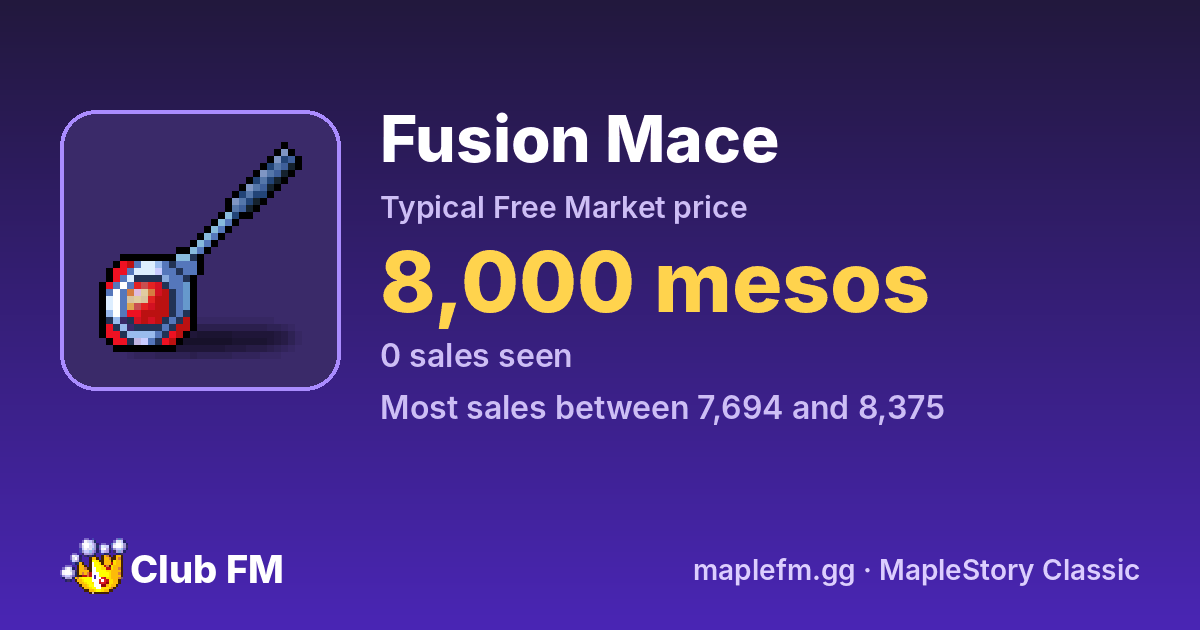 Fusion Mace
Typical Free Market price
8,000 mesos
0 sales seen
Most sales between 7,694 and 8,375
Club FM
maplefm.gg · MapleStory Classic